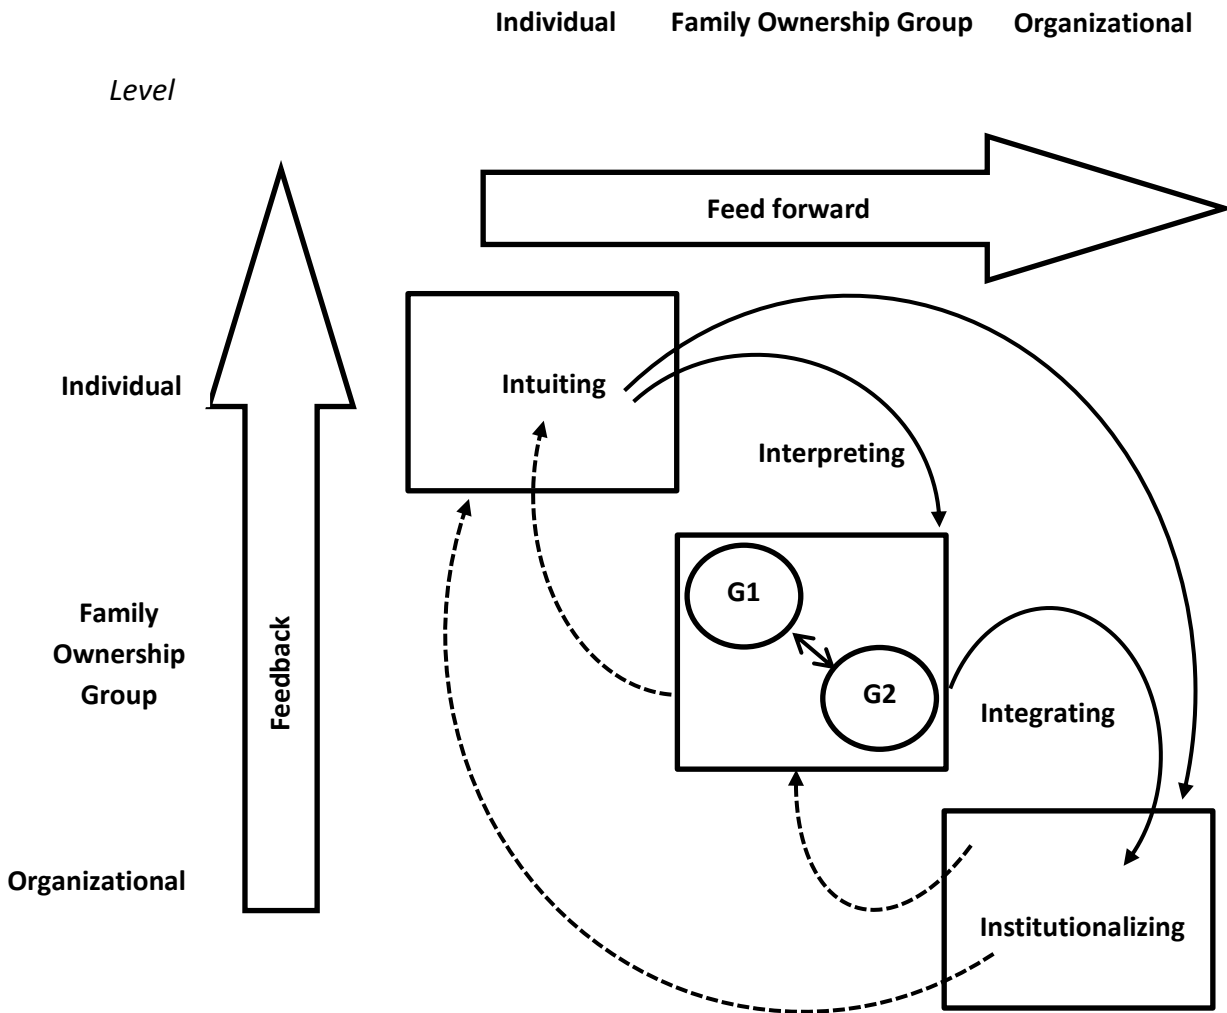 Individual Family Ownership Group Organizational
Level
Feed forward
Individual
Intuiting
Interpreting
Family
Ownership
Group
Feedback
G1
G2
Integrating
Organizational
Institutionalizing